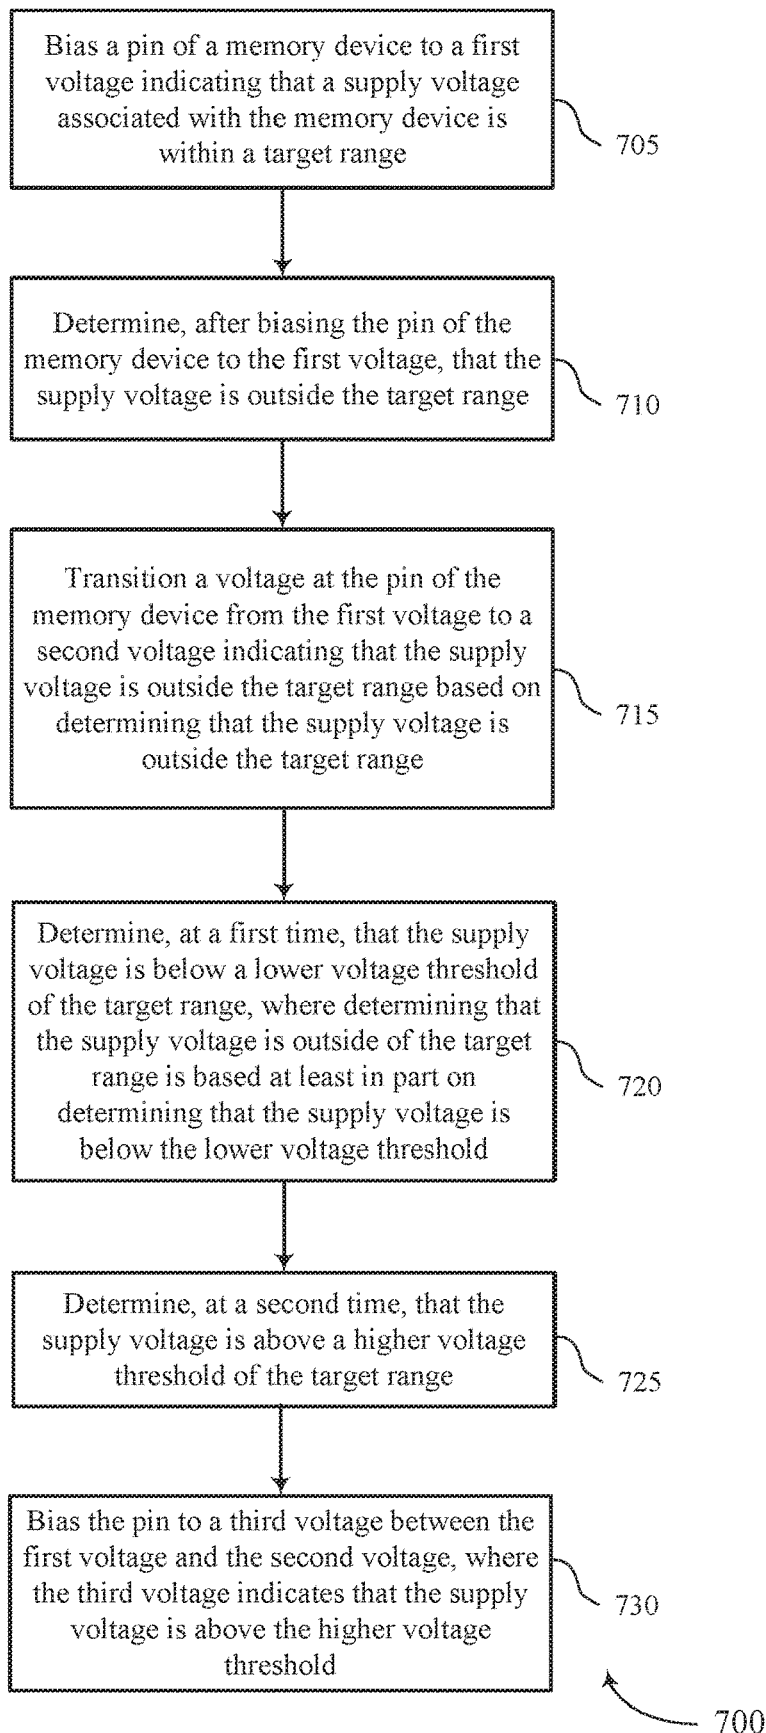 Bias a pin of a memory device to a first
voltage indicating that a supply voltage
associated with the memory device is
within a target range
705
Determine, after biasing the pin of the
memory device to the first voltage, that the
supply voltage is outside the target range
710
Transition a voltage at the pin of the
memory device from the first voltage to a
second voltage indicating that the supply
voltage is outside the target range based on
determining that the supply voltage is
outside the target range
715
Determine, at a first time, that the supply
voltage is below a lower voltage threshold
of the target range, where determining that
the supply voltage is outside of the target
range is based at least in part on
determining that the supply voltage is
below the lower voltage threshold
720
Determine, at a second time, that the
supply voltage is above a higher voltage
threshold of the target range
725
Bias the pin to a third voltage between the
first voltage and the second voltage, where
the third voltage indicates that the supply
voltage is above the higher voltage
threshold
730
700